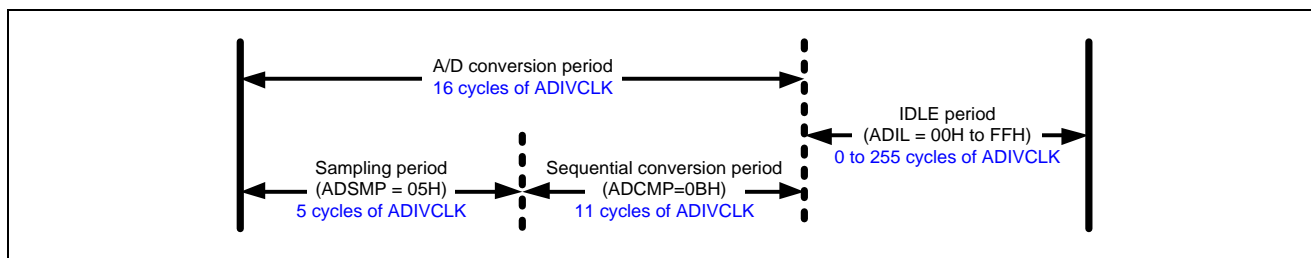 A/D conversion period
16 cycles of ADIVCLK
IDLE period
(ADIL = 00H to FFH)
0 to 255 cycles of ADIVCLK
Sampling period
(ADSMP = 05H)
5 cycles of ADIVCLK
Sequential conversion period
(ADCMP=0BH)
11 cycles of ADIVCLK